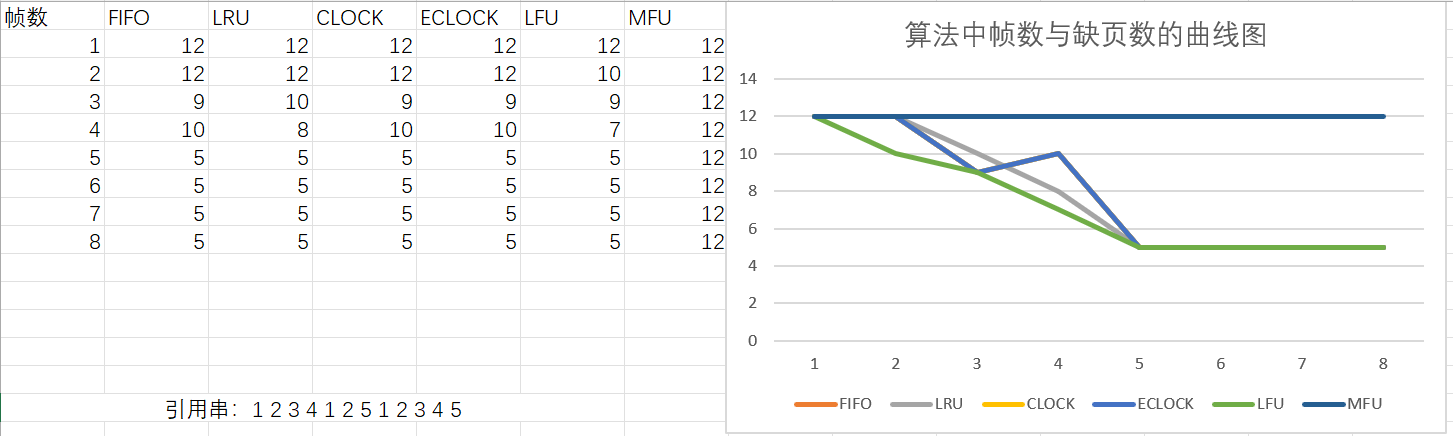 帧数 FIFO LRU CLOCK ECLOCK LFU MFU
1 12 12 12 12 12 12
2 12 12 12 12 10 12
3 9 10 9 9 9 12
4 10 8 10 10 7 12
5 5 5 5 5 5 12
6 5 5 5 5 5 12
7 5 5 5 5 5 12
8 5 5 5 5 5 12
引用串：1 2 3 4 1 2 5 1 2 3 4 5
算法中帧数与缺页数的曲线图
14
12
10
8
6
4
2
0
1 2 3 4 5 6 7 8
FIFO LRU CLOCK ECLOCK LFU MFU